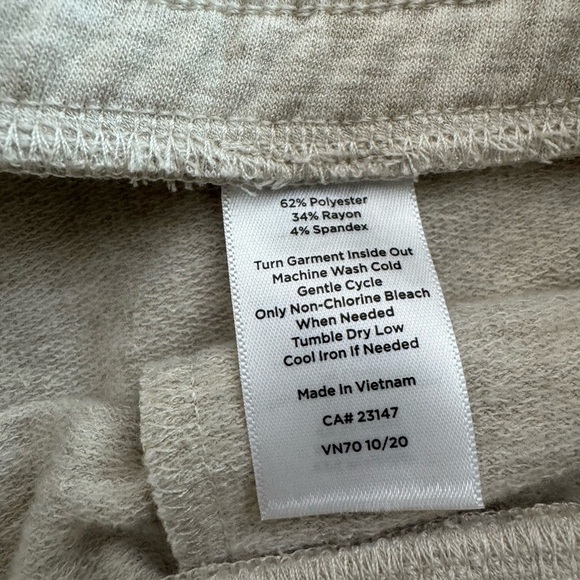 62% Polyester
34% Rayon
4% Spandex
Turn Garment Inside Out
Machine Wash Cold
Gentle Cycle
Only Non-Chlorine Bleach
When Needed
Tumble Dry Low
Cool Iron If Needed
Made In Vietnam
CA# 23147
VN70 10/20